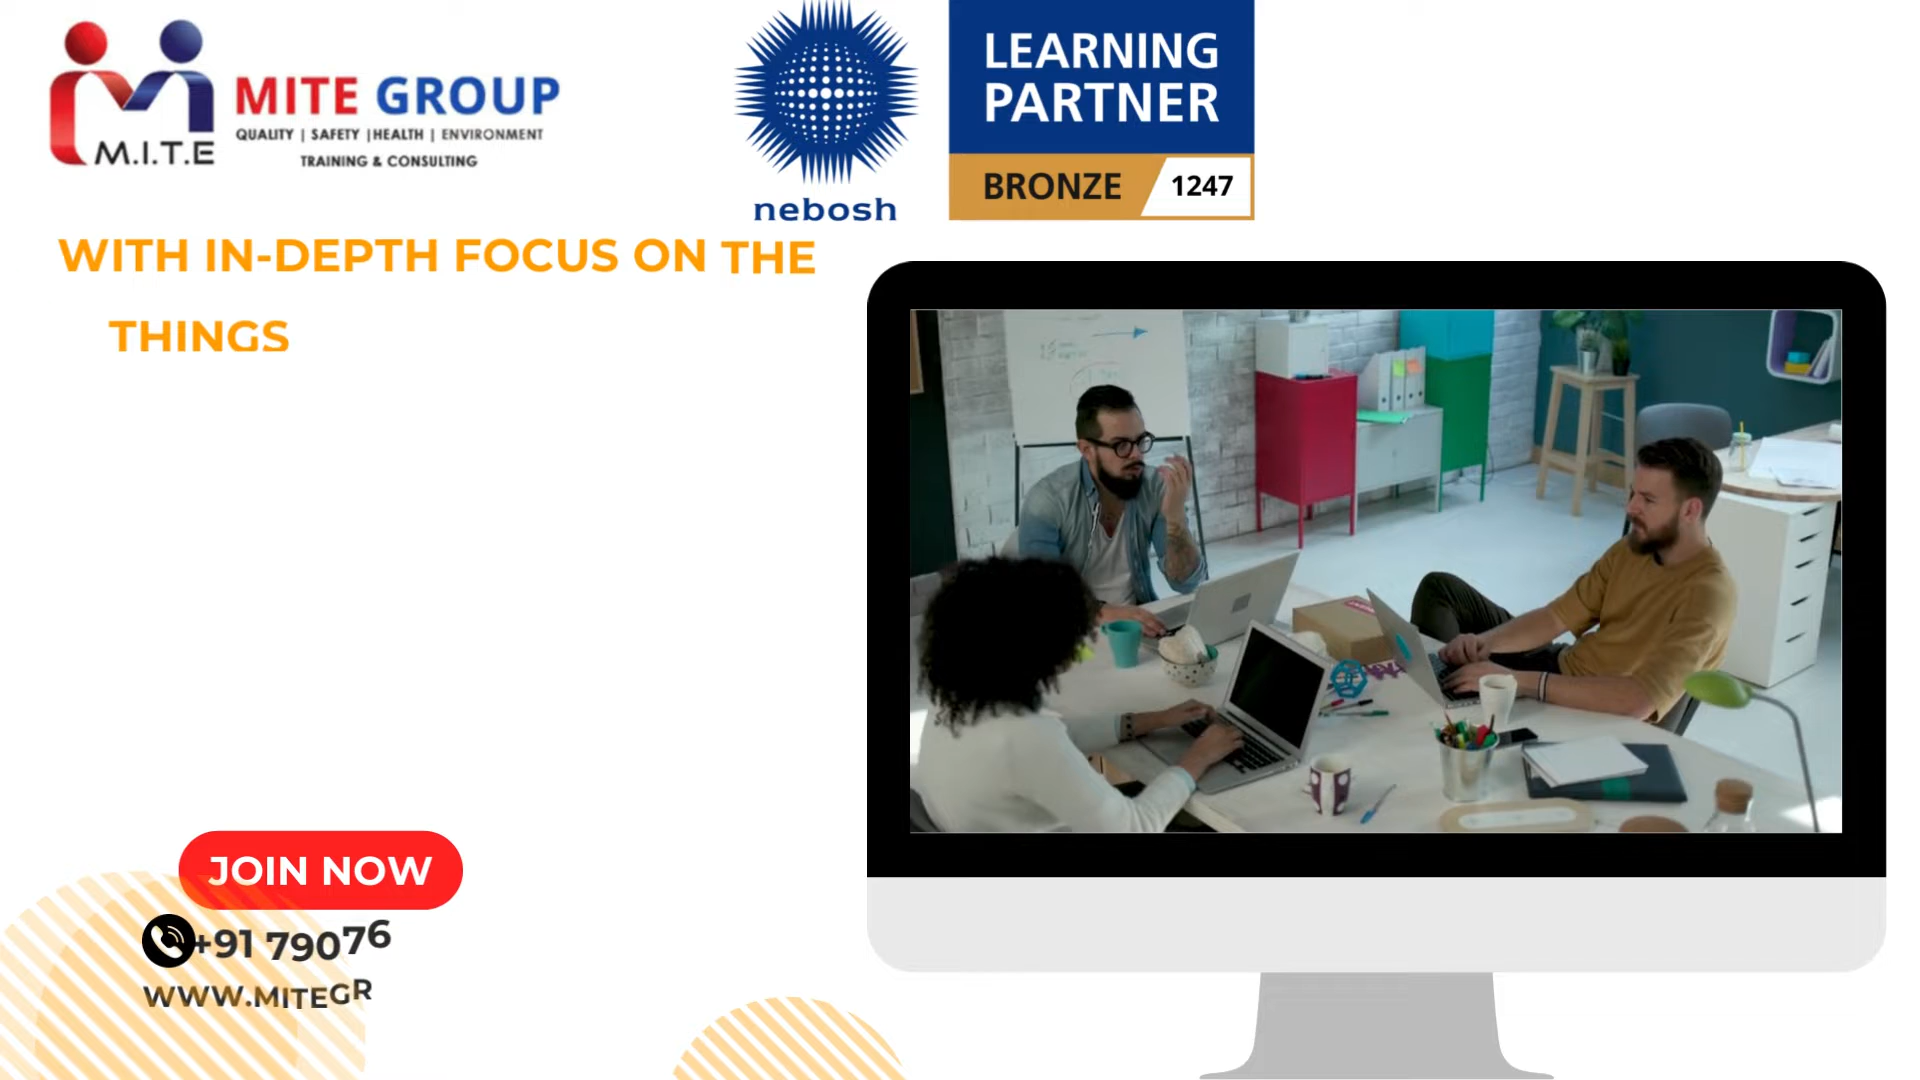 M.I.T.E
MITE GROUP
QUALITY | SAFETY | HEALTH | ENVIRONMENT
TRAINING & CONSULTING
nebosh
LEARNING
PARTNER
BRONZE 1247
WITH IN-DEPTH FOCUS ON THE
THINGS
JOIN NOW
+91 79076
WWW.MITEGR